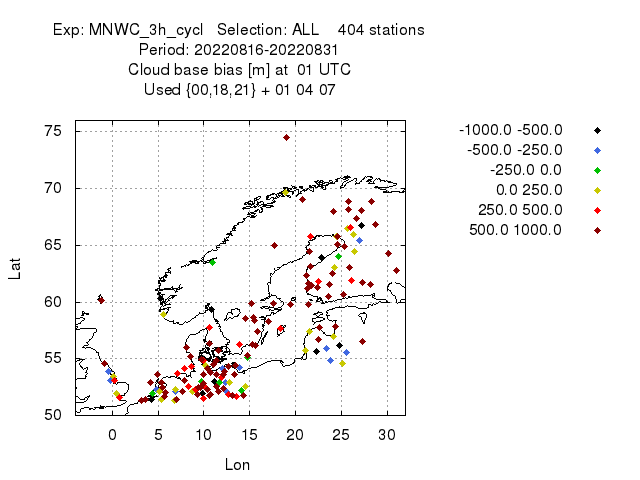 Exp: MNWC_3h_cycl Selection: ALL 404 stations
Period: 20220816-20220831
Cloud base bias [m] at 01 UTC
Used {00,18,21} + 01 04 07
-1000.0 -500.0
-500.0 -250.0
-250.0 0.0
0.0 250.0
250.0 500.0
500.0 1000.0
Lat
75
70
65
60
55
50
0 5 10 15 20 25 30
Lon